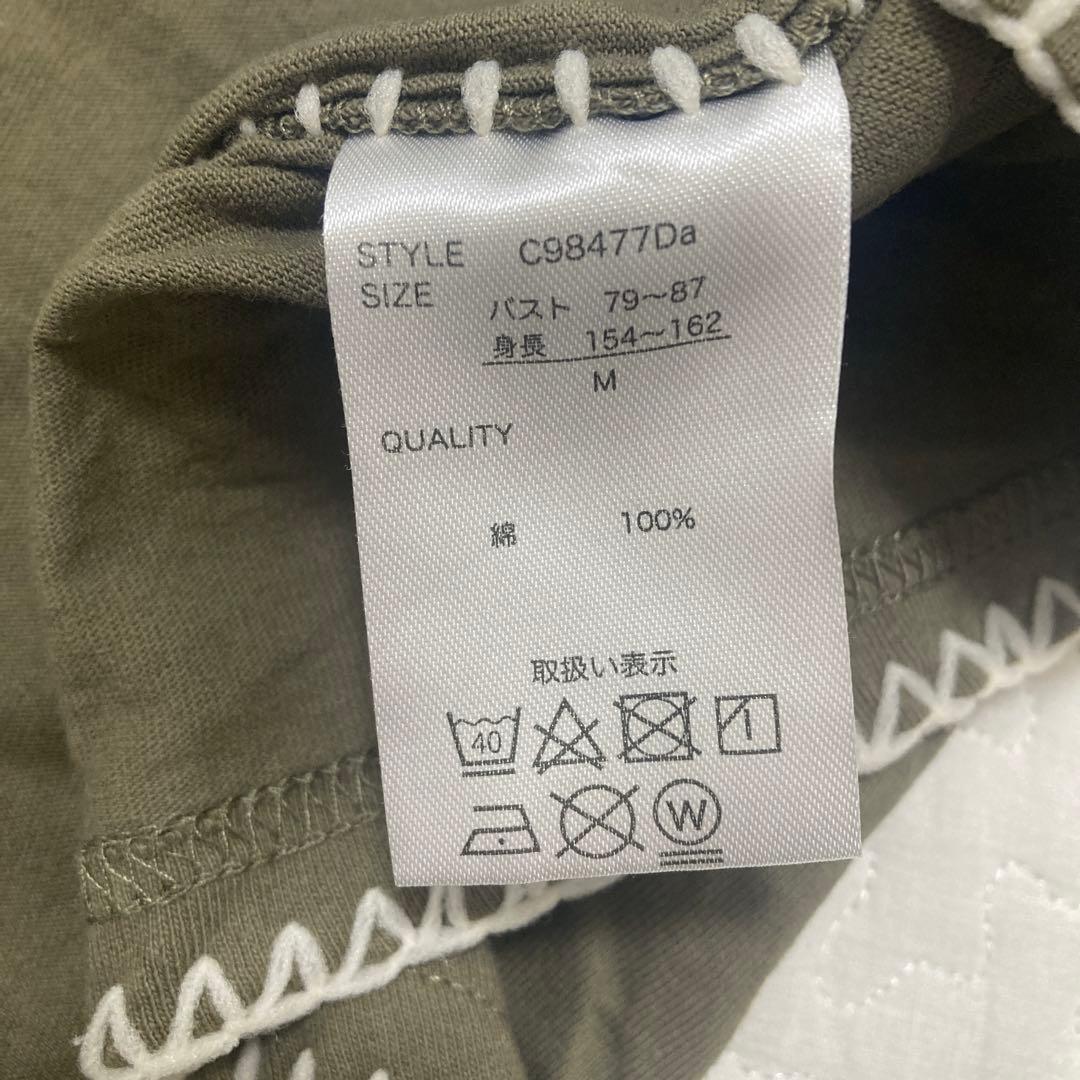 STYLE C98477Da
SIZE バスト 79〜87
身長 154〜162
M
QUALITY
綿 100%
取扱い表示
40
W